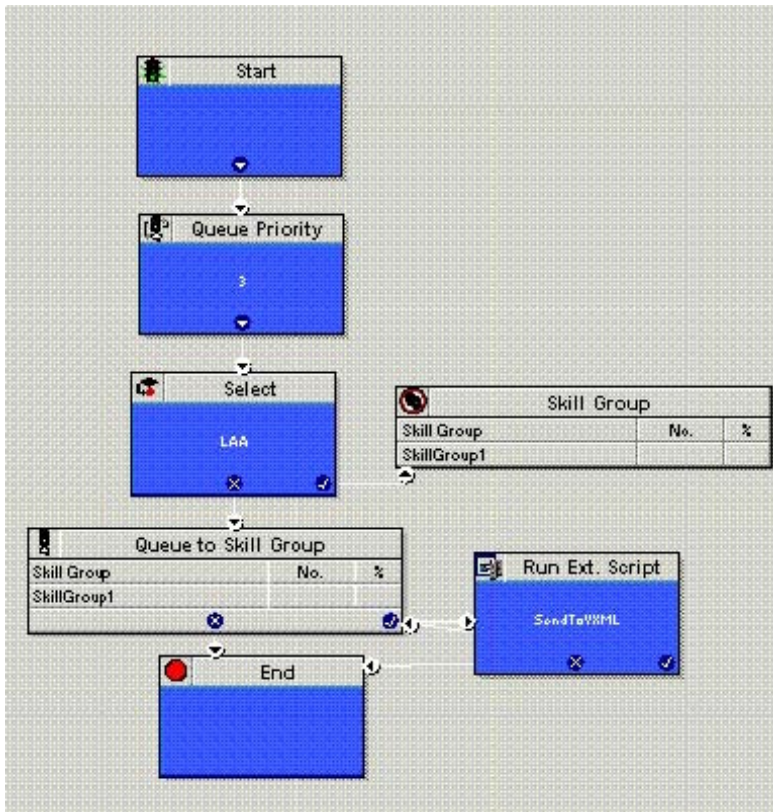 Start
Queue Priority
3
Select
LAA
Skill Group
Skill Group No. %
SkillGroup1
Queue to Skill Group
Skill Group No. %
SkillGroup1
Run Ext. Script
SendToVXML
End